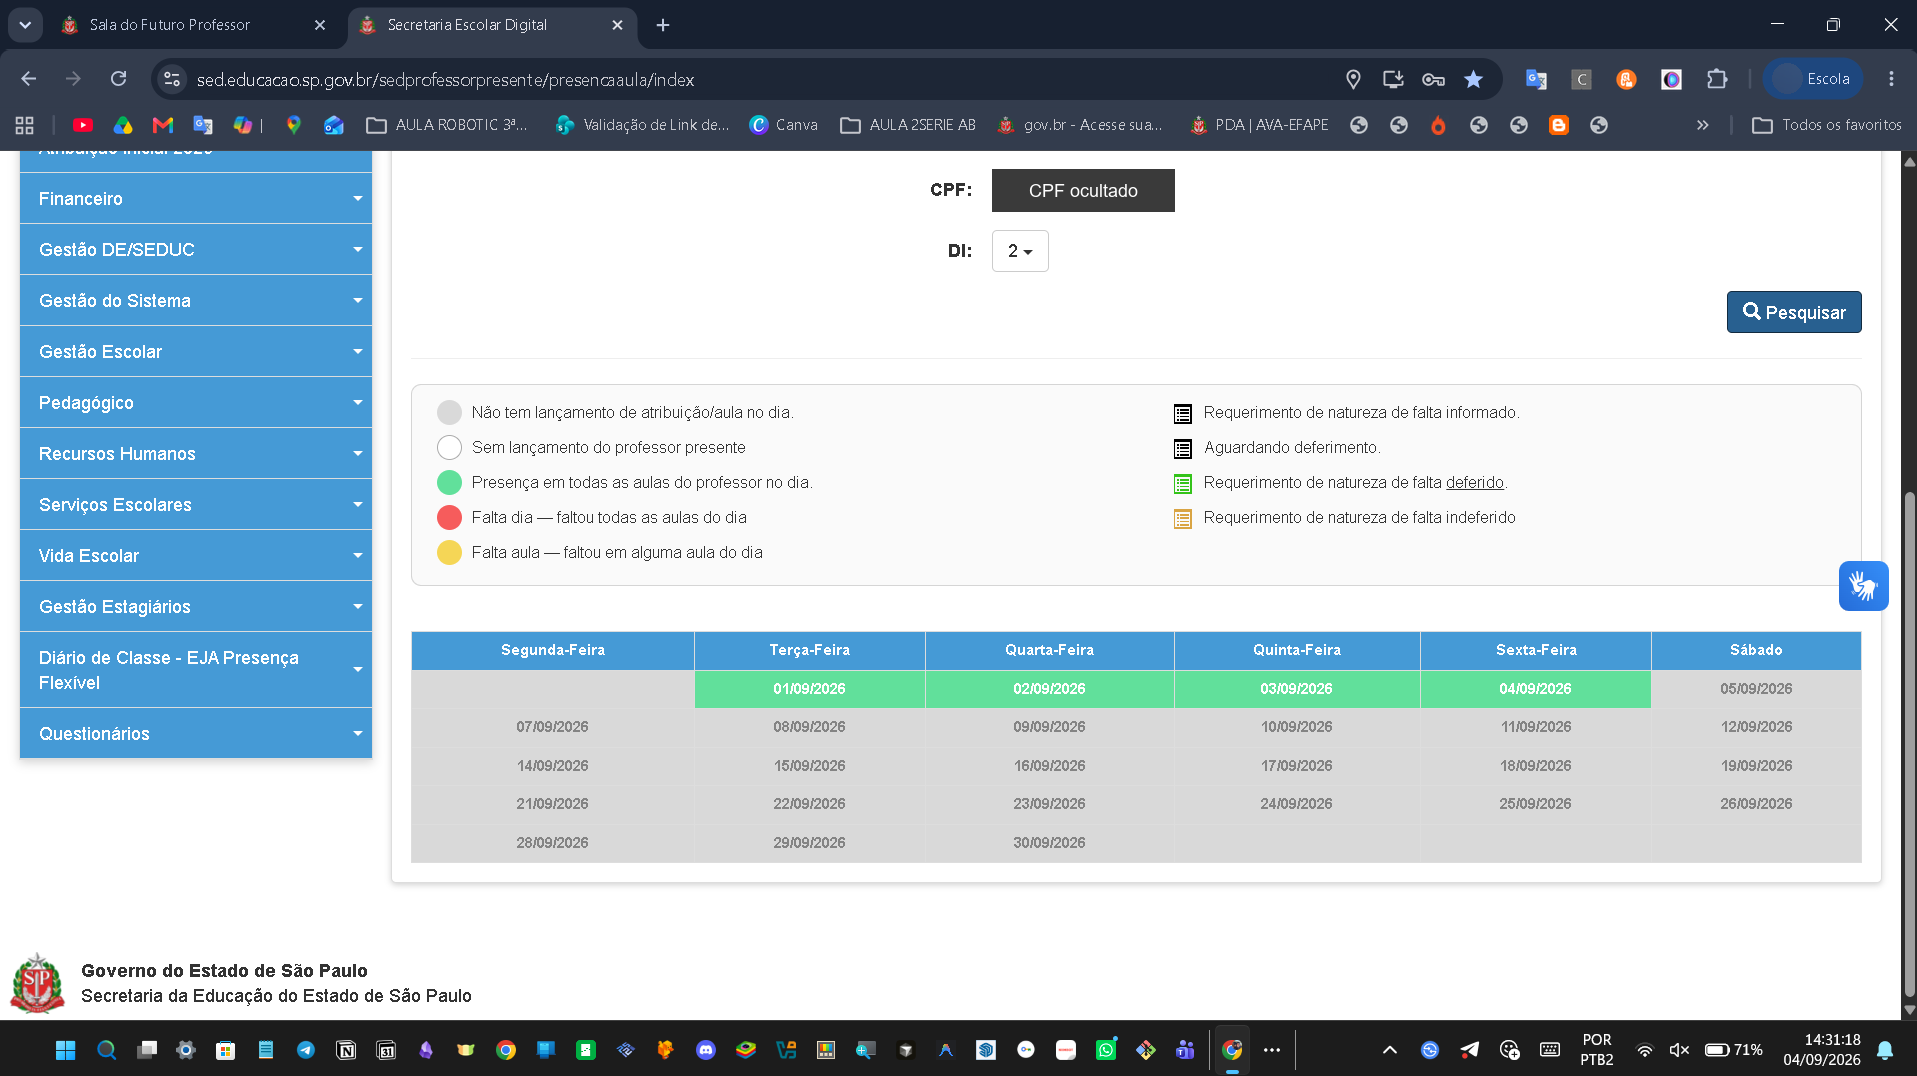 Sala do Futuro Professor
Secretaria Escolar Digital
sed.educacao.sp.gov.br/sedprofessorpresente/presencaaula/index
Escola
AULA ROBOTIC 3ª...
Validação de Link de...
Canva
AULA 2SERIE AB
gov.br - Acesse sua...
PDA | AVA-EFAPE
Todos os favoritos
Atribuição Inicial 2025
Financeiro
Gestão DE/SEDUC
Gestão do Sistema
Gestão Escolar
Pedagógico
Recursos Humanos
Serviços Escolares
Vida Escolar
Gestão Estagiários
Diário de Classe - EJA Presença
Flexível
Questionários
CPF: CPF ocultado
DI: 2
Pesquisar
Não tem lançamento de atribuição/aula no dia.
Sem lançamento do professor presente
Presença em todas as aulas do professor no dia.
Falta dia — faltou todas as aulas do dia
Falta aula — faltou em alguma aula do dia
Requerimento de natureza de falta informado.
Aguardando deferimento.
Requerimento de natureza de falta deferido.
Requerimento de natureza de falta indeferido
Segunda-Feira Terça-Feira Quarta-Feira Quinta-Feira Sexta-Feira Sábado
01/09/2026 02/09/2026 03/09/2026 04/09/2026 05/09/2026
07/09/2026 08/09/2026 09/09/2026 10/09/2026 11/09/2026 12/09/2026
14/09/2026 15/09/2026 16/09/2026 17/09/2026 18/09/2026 19/09/2026
21/09/2026 22/09/2026 23/09/2026 24/09/2026 25/09/2026 26/09/2026
28/09/2026 29/09/2026 30/09/2026
Governo do Estado de São Paulo
Secretaria da Educação do Estado de São Paulo
POR
PTB2
71%
14:31:18
04/09/2026